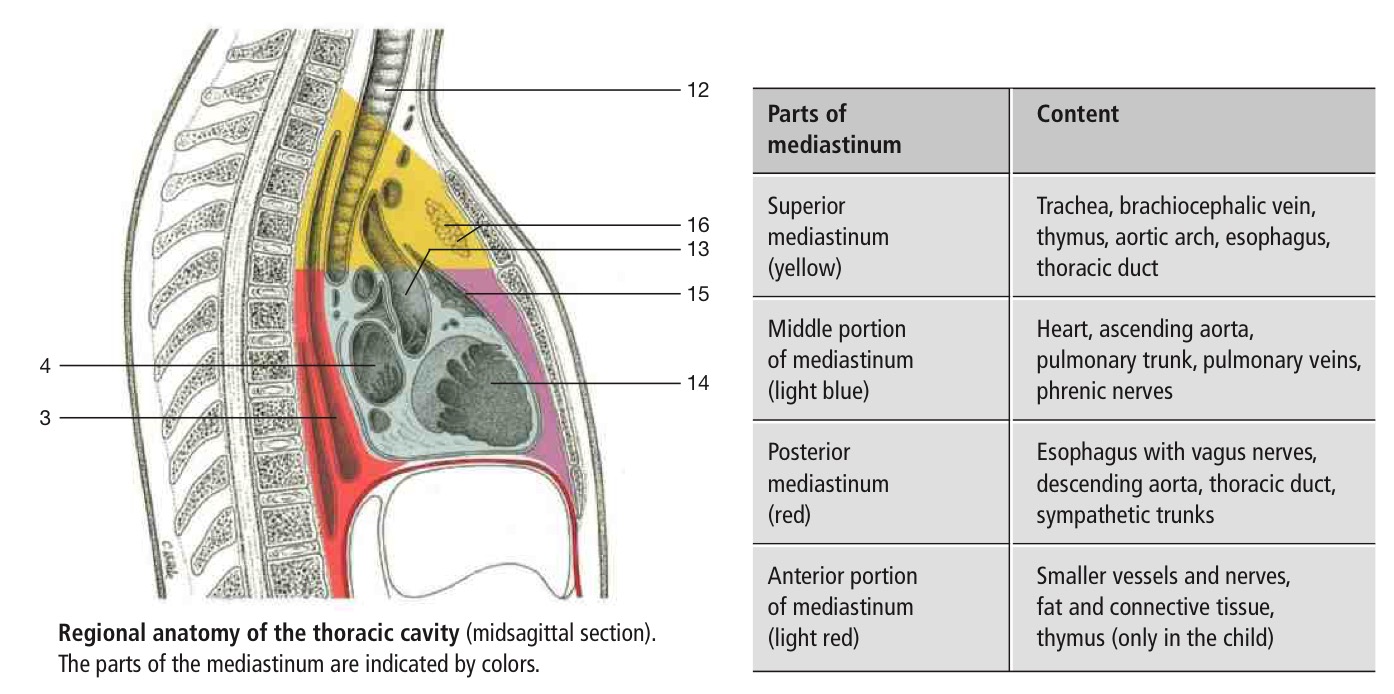 12
16
13
15
4
14
3
Regional anatomy of the thoracic cavity (midsagittal section).
The parts of the mediastinum are indicated by colors.
Parts of
mediastinum
Content
Superior
mediastinum
(yellow)
Trachea, brachiocephalic vein,
thymus, aortic arch, esophagus,
thoracic duct
Middle portion
of mediastinum
(light blue)
Heart, ascending aorta,
pulmonary trunk, pulmonary veins,
phrenic nerves
Posterior
mediastinum
(red)
Esophagus with vagus nerves,
descending aorta, thoracic duct,
sympathetic trunks
Anterior portion
of mediastinum
(light red)
Smaller vessels and nerves,
fat and connective tissue,
thymus (only in the child)